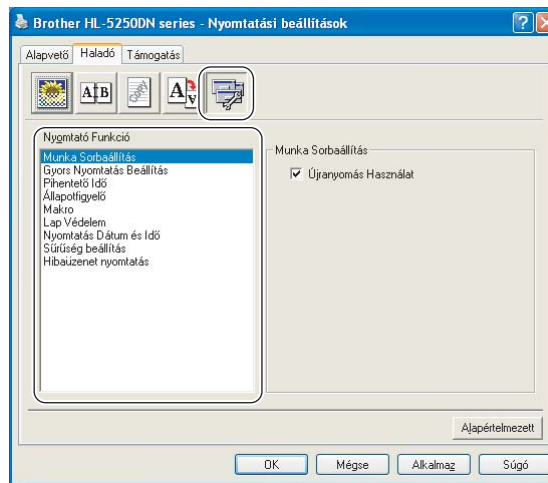 Brother HL-5250DN series - Nyomtatási beállítások
Alapvető Haladó Támogatás
A B
A A
Nyomtató Funkció
Munka Sorbaállítás
Gyors Nyomtatás Beállítás
Pihentető Idő
Állapotfigyelő
Makro
Lap Védelem
Nyomtatás Dátum és Idő
Sűrűség beállítás
Hibaüzenet nyomtatás
Munka Sorbaállítás
Újranyomás Használat
Alapértelmezett
OK Mégse Alkalmaz Súgó